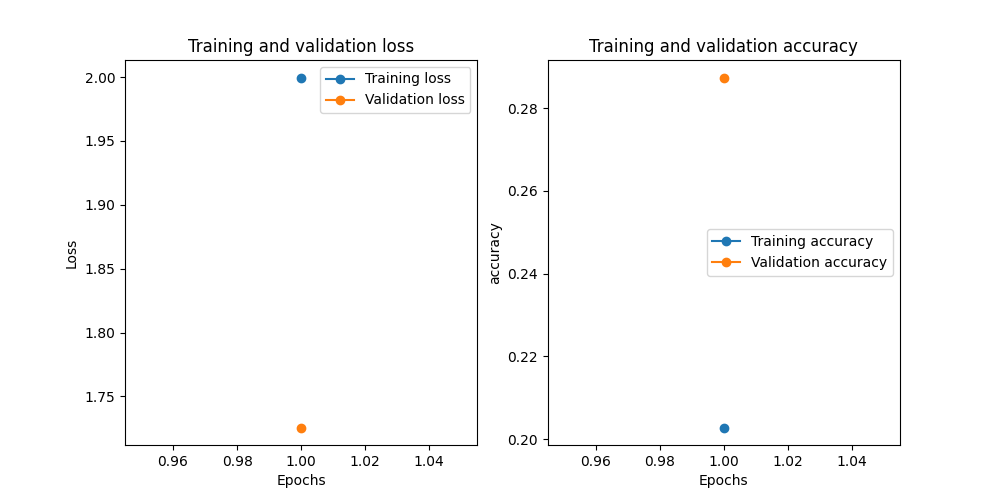 Training and validation loss
2.00
1.95
1.90
1.85
1.80
1.75
Loss
Training loss
Validation loss
0.96 0.98 1.00 1.02 1.04
Epochs
Training and validation accuracy
0.28
0.26
0.24
0.22
0.20
accuracy
Training accuracy
Validation accuracy
0.96 0.98 1.00 1.02 1.04
Epochs